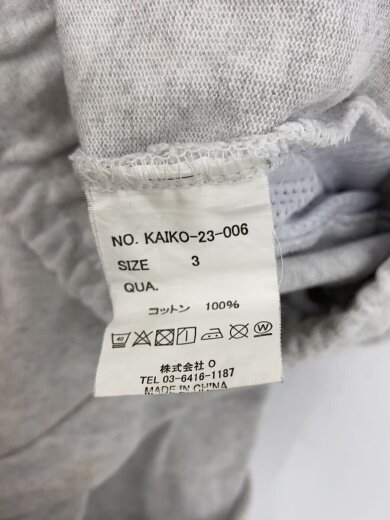 NO. KAIKO-23-006
SIZE 3
QUA.
コットン 100%
40 W
株式会社 O
TEL 03-6416-1187
MADE IN CHINA